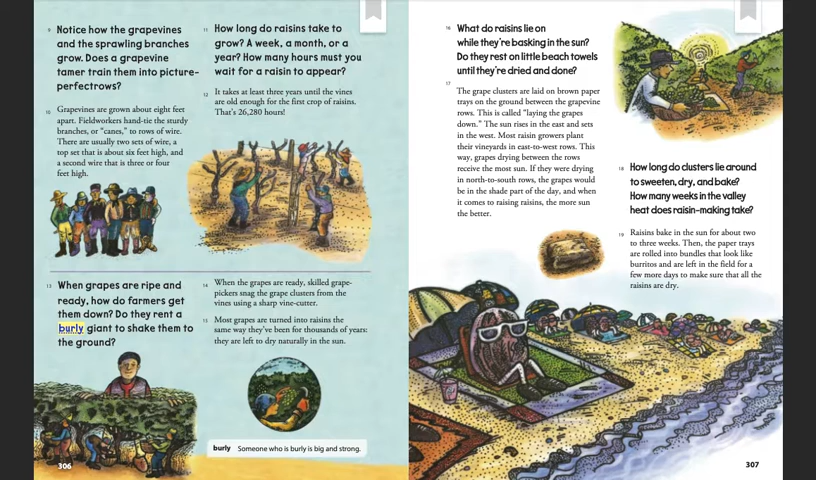 9 Notice how the grapevines
and the sprawling branches
grow. Does a grapevine
tamer train them into picture-
perfectrows?
10 Grapevines are grown about eight feet
apart. Fieldworkers hand-tie the sturdy
branches, or “canes,” to rows of wire.
There are usually two sets of wire, a
top set that is about six feet high, and
a second wire that is three or four
feet high.
11 How long do raisins take to
grow? A week, a month, or a
year? How many hours must you
wait for a raisin to appear?
12 It takes at least three years until the vines
are old enough for the first crop of raisins.
That’s 26,280 hours!
13 When grapes are ripe and
ready, how do farmers get
them down? Do they rent a
burly giant to shake them to
the ground?
14 When the grapes are ready, skilled grape-
pickers snag the grape clusters from the
vines using a sharp vine-cutter.
15 Most grapes are turned into raisins the
same way they’ve been for thousands of years:
they are left to dry naturally in the sun.
burly Someone who is burly is big and strong.
306
16 What do raisins lie on
while they’re basking in the sun?
Do they rest on little beach towels
until they’re dried and done?
17
The grape clusters are laid on brown paper
trays on the ground between the grapevine
rows. This is called “laying the grapes
down.” The sun rises in the east and sets
in the west. Most raisin growers plant
their vineyards in east-to-west rows. This
way, grapes drying between the rows
receive the most sun. If they were drying
in north-to-south rows, the grapes would
be in the shade part of the day, and when
it comes to raising raisins, the more sun
the better.
18 How long do clusters lie around
to sweeten, dry, and bake?
How many weeks in the valley
heat does raisin-making take?
19 Raisins bake in the sun for about two
to three weeks. Then, the paper trays
are rolled into bundles that look like
burritos and are left in the field for a
few more days to make sure that all the
raisins are dry.
307